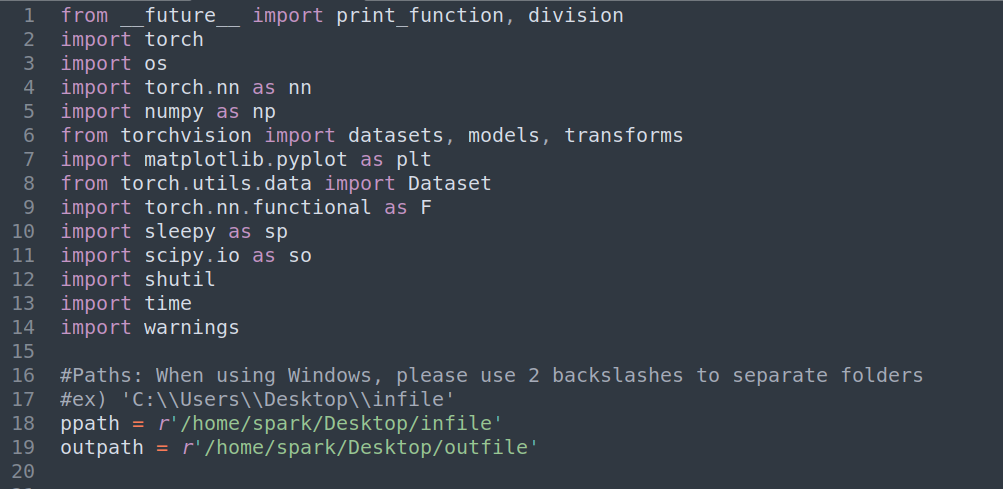 1 from __future__ import print_function, division
2 import torch
3 import os
4 import torch.nn as nn
5 import numpy as np
6 from torchvision import datasets, models, transforms
7 import matplotlib.pyplot as plt
8 from torch.utils.data import Dataset
9 import torch.nn.functional as F
10 import sleepy as sp
11 import scipy.io as so
12 import shutil
13 import time
14 import warnings
15
16 #Paths: When using Windows, please use 2 backslashes to separate folders
17 #ex) 'C:\\Users\\Desktop\\infile'
18 ppath = r'/home/spark/Desktop/infile'
19 outpath = r'/home/spark/Desktop/outfile'
20